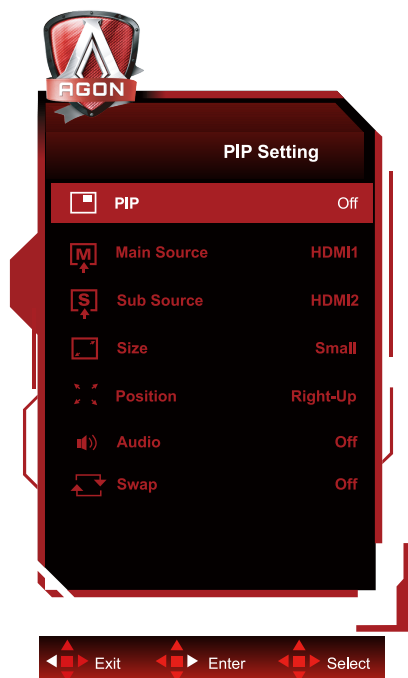 AGON
PIP Setting
PIP Off
M Main Source HDMI1
S Sub Source HDMI2
Size Small
Position Right-Up
Audio Off
Swap Off
Exit Enter Select